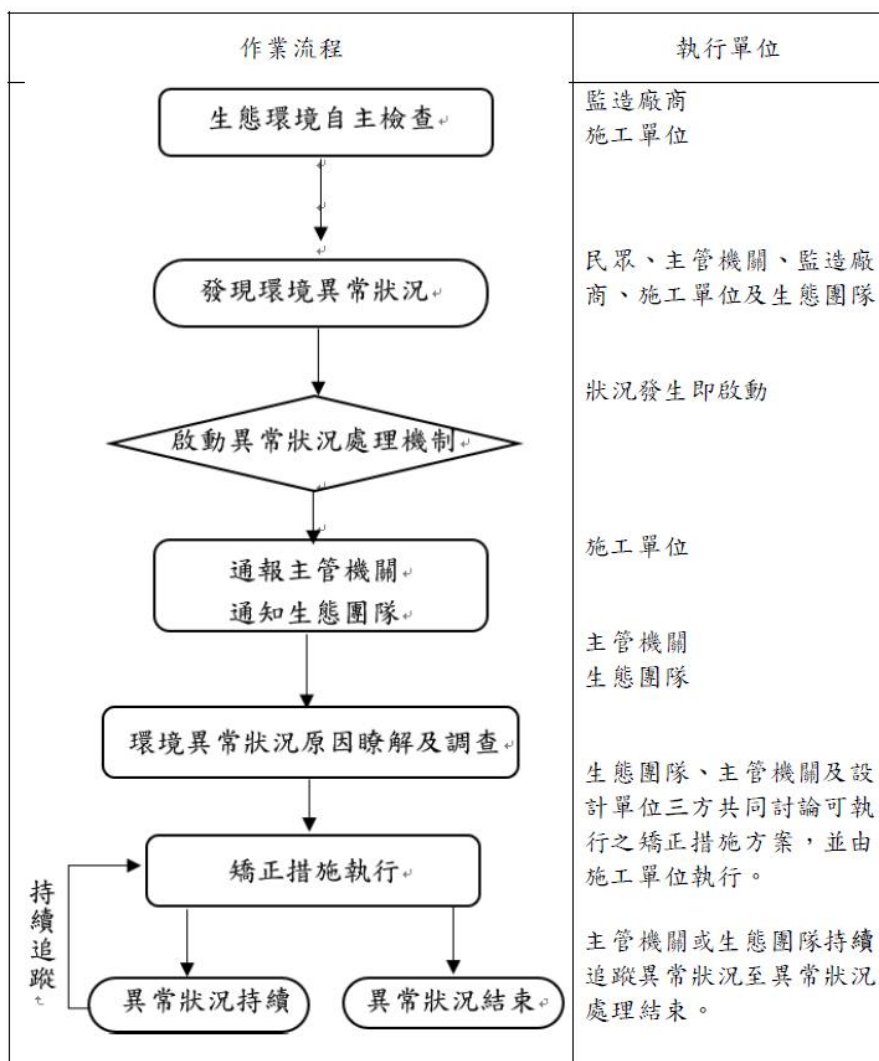 作業流程
執行單位
生態環境自主檢查
監造廠商
施工單位
發現環境異常狀況
民眾、主管機關、監造廠
商、施工單位及生態團隊
啟動異常狀況處理機制
狀況發生即啟動
通報主管機關
通知生態團隊
施工單位
環境異常狀況原因瞭解及調查
主管機關
生態團隊
矯正措施執行
生態團隊、主管機關及設
計單位三方共同討論可執
行之矯正措施方案，並由
施工單位執行。
持續追蹤
異常狀況持續
異常狀況結束
主管機關或生態團隊持續
追蹤異常狀況至異常狀況
處理結束。